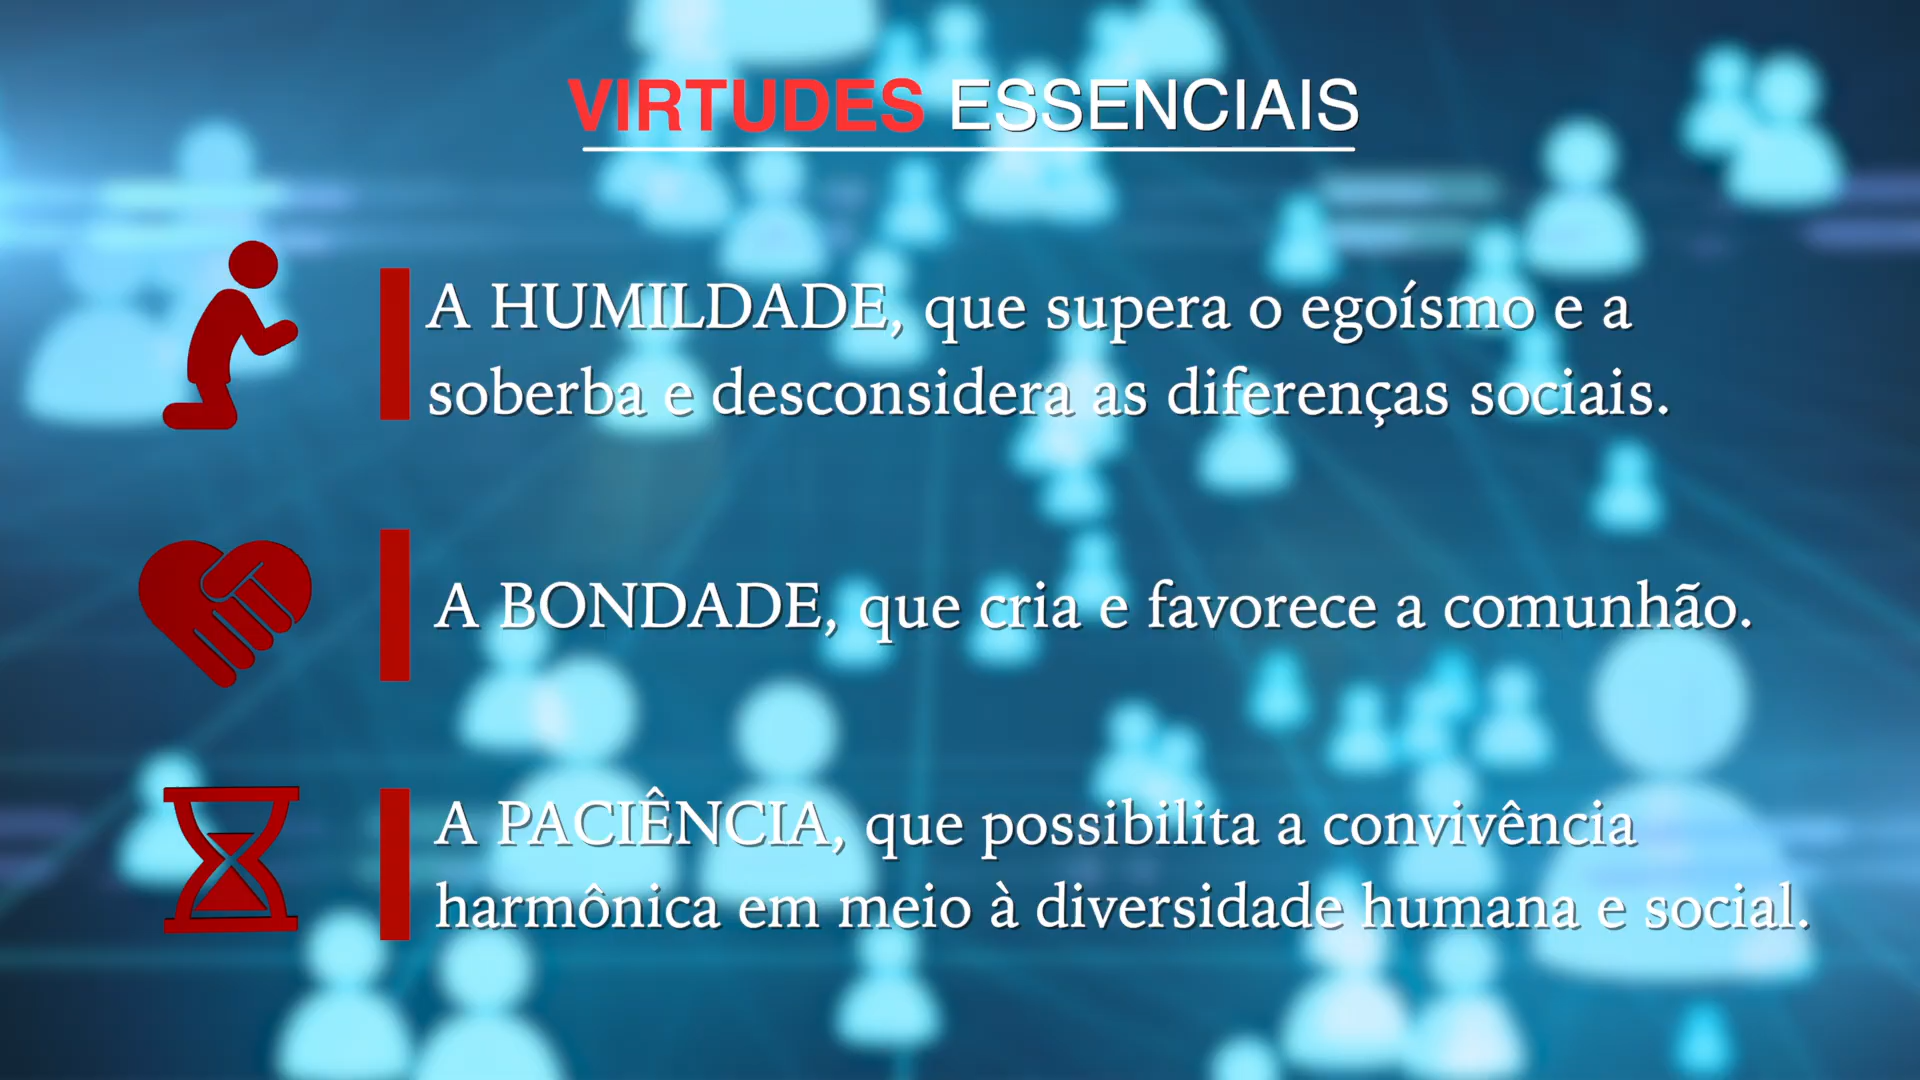 VIRTUDES ESSENCIAIS
A HUMILDADE, que supera o egoísmo e a
soberba e desconsidera as diferenças sociais.
A BONDADE, que cria e favorece a comunhão.
A PACIÊNCIA, que possibilita a convivência
harmônica em meio à diversidade humana e social.